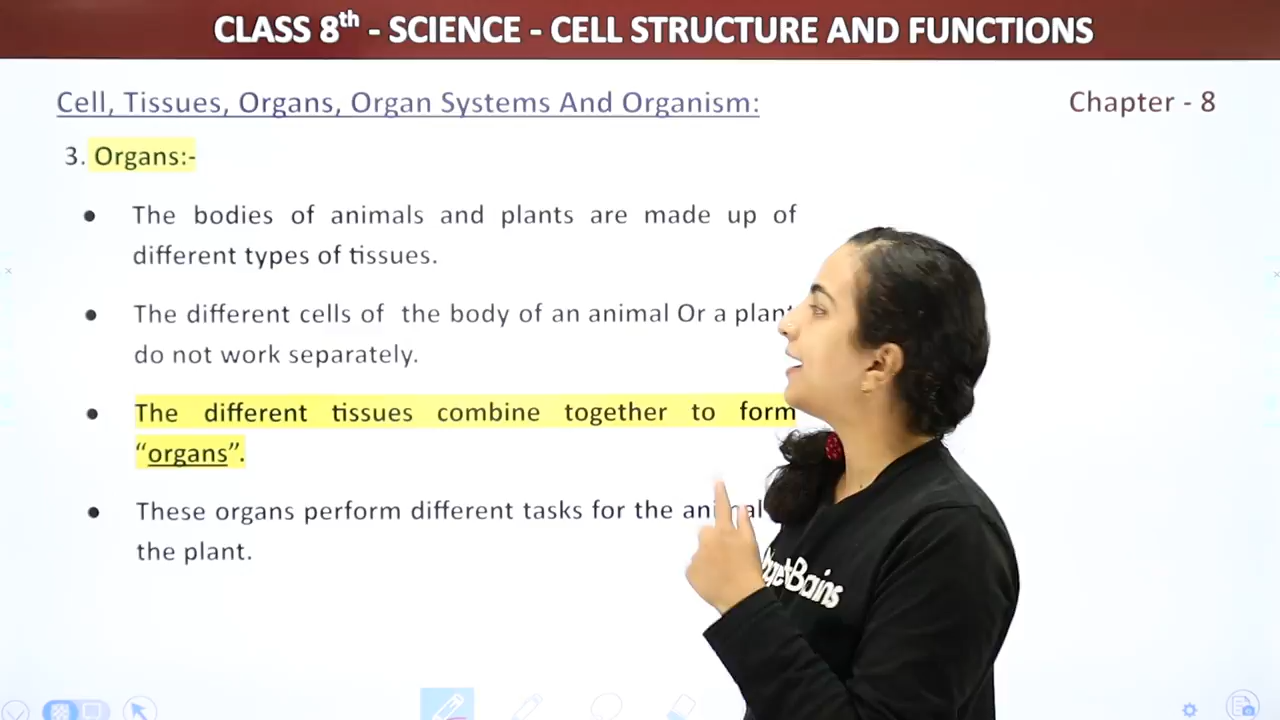 CLASS 8th - SCIENCE - CELL STRUCTURE AND FUNCTIONS
Cell, Tissues, Organs, Organ Systems And Organism:
Chapter - 8
3. Organs:-
● The bodies of animals and plants are made up of
different types of tissues.
● The different cells of the body of an animal Or a plant
do not work separately.
● The different tissues combine together to form
“organs”.
● These organs perform different tasks for the animal
the plant.